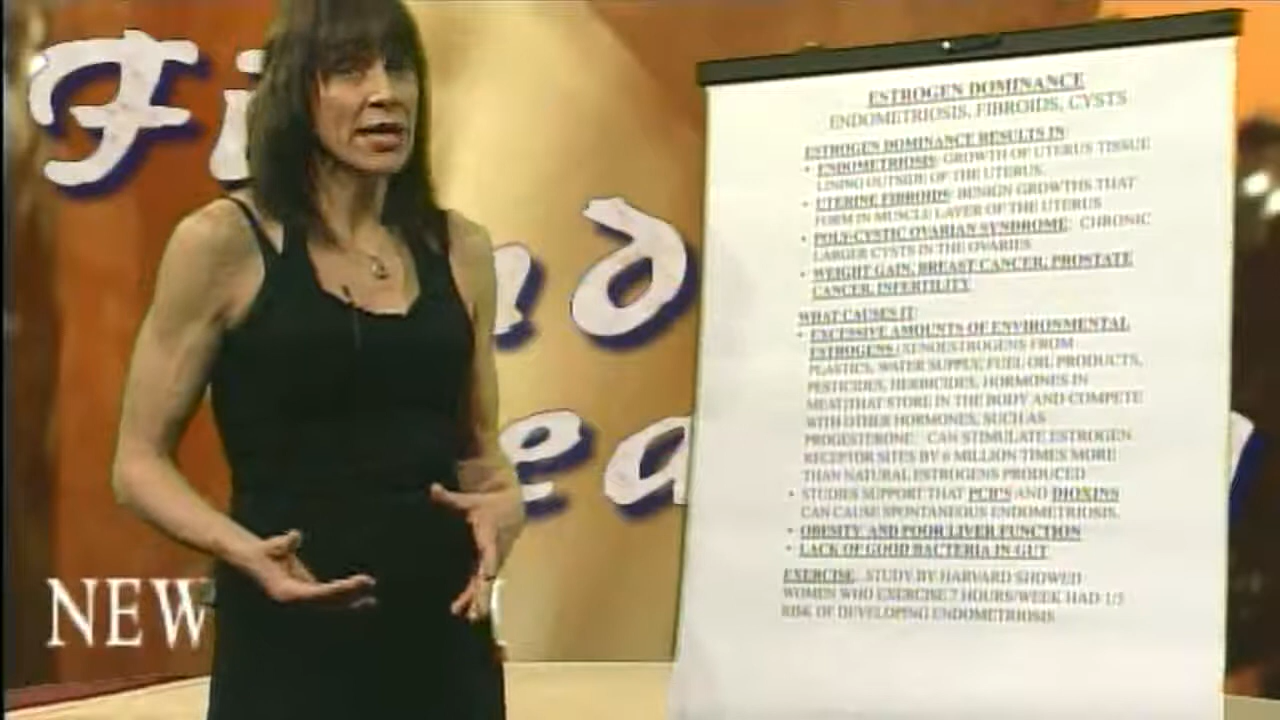 Fi
nd
ea
NEW
ESTROGEN DOMINANCE
ENDOMETRIOSIS, FIBROIDS, CYSTS
ESTROGEN DOMINANCE RESULTS IN:
• ENDOMETRIOSIS: GROWTH OF UTERUS TISSUE
LINING OUTSIDE OF THE UTERUS.
• UTERINE FIBROIDS: BENIGN GROWTHS THAT
FORM IN MUSCLE LAYER OF THE UTERUS
• POLY-CYSTIC OVARIAN SYNDROME: CHRONIC
LARGER CYSTS IN THE OVARIES
• WEIGHT GAIN, BREAST CANCER, PROSTATE
CANCER, INFERTILITY
WHAT CAUSES IT:
• EXCESSIVE AMOUNTS OF ENVIRONMENTAL
ESTROGENS (XENOESTROGENS FROM
PLASTICS, WATER SUPPLY, FUEL OIL PRODUCTS,
PESTICIDES, HERBICIDES, HORMONES IN
MEAT)THAT STORE IN THE BODY AND COMPETE
WITH OTHER HORMONES, SUCH AS
PROGESTERONE. CAN STIMULATE ESTROGEN
RECEPTOR SITES BY 6 MILLION TIMES MORE
THAN NATURAL ESTROGENS PRODUCED
• STUDIES SUPPORT THAT PCB'S AND DIOXINS
CAN CAUSE SPONTANEOUS ENDOMETRIOSIS.
• OBESITY AND POOR LIVER FUNCTION
• LACK OF GOOD BACTERIA IN GUT
EXERCISE: STUDY BY HARVARD SHOWED
WOMEN WHO EXERCISE 7 HOURS/WEEK HAD 1/5
RISK OF DEVELOPING ENDOMETRIOSIS